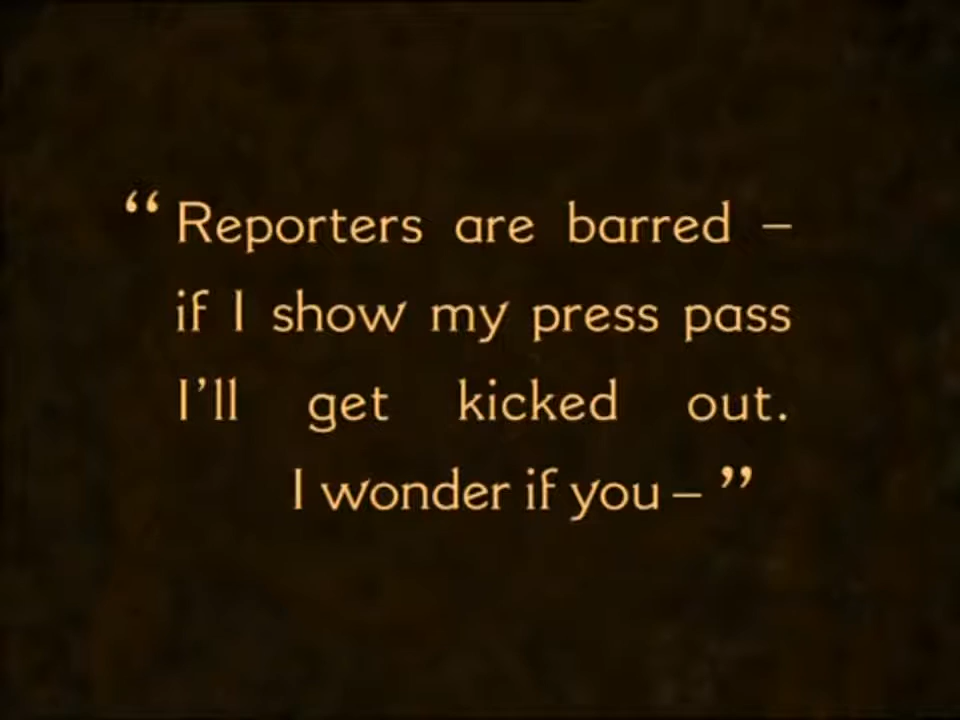 “Reporters are barred –
if I show my press pass
I’ll get kicked out.
I wonder if you – ”